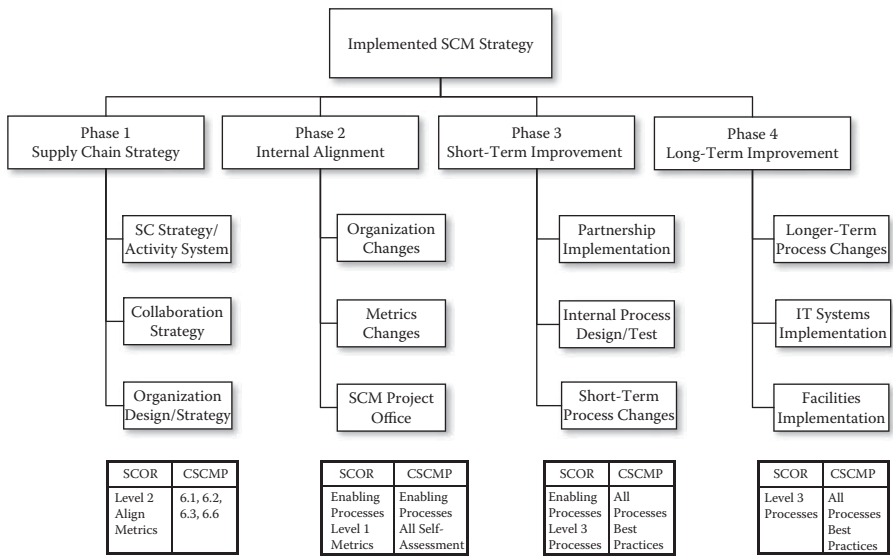 Implemented SCM Strategy
Phase 1
Supply Chain Strategy
Phase 2
Internal Alignment
Phase 3
Short-Term Improvement
Phase 4
Long-Term Improvement
SC Strategy/
Activity System
Organization
Changes
Partnership
Implementation
Longer-Term
Process Changes
Collaboration
Strategy
Metrics
Changes
Internal Process
Design/Test
IT Systems
Implementation
Organization
Design/Strategy
SCM Project
Office
Short-Term
Process Changes
Facilities
Implementation
SCOR
CSCMP
Level 2
Align
Metrics
6.1, 6.2,
6.3, 6.6
SCOR
CSCMP
Enabling
Processes
Level 1
Metrics
Enabling
Processes
All Self-
Assessment
SCOR
CSCMP
Enabling
Processes
Level 3
Processes
All
Processes
Best
Practices
SCOR
CSCMP
Level 3
Processes
All
Processes
Best
Practices